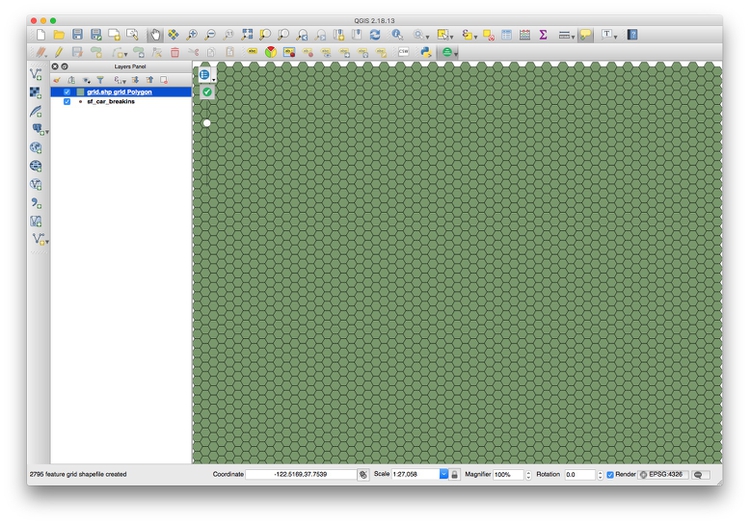 QGIS 2.18.13
Layers Panel
grid.shp grid Polygon
sf_car_breakins
2795 feature grid shapefile created
Coordinate
-122.5169,37.7539
Scale
1:27,058
Magnifier
100%
Rotation
0.0
Render
EPSG:4326